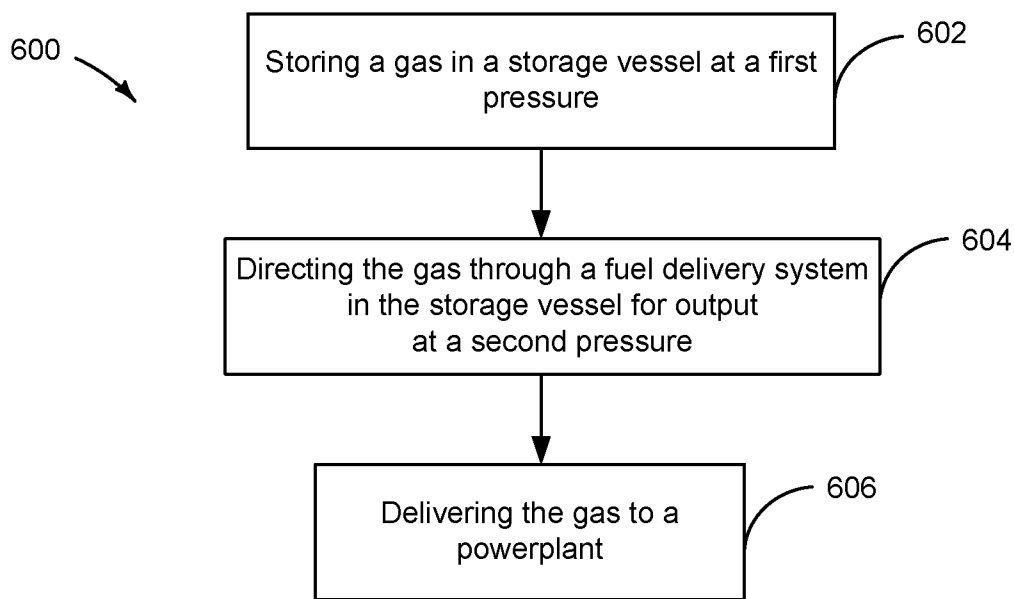 600
602
Storing a gas in a storage vessel at a first
pressure
604
Directing the gas through a fuel delivery system
in the storage vessel for output
at a second pressure
606
Delivering the gas to a
powerplant